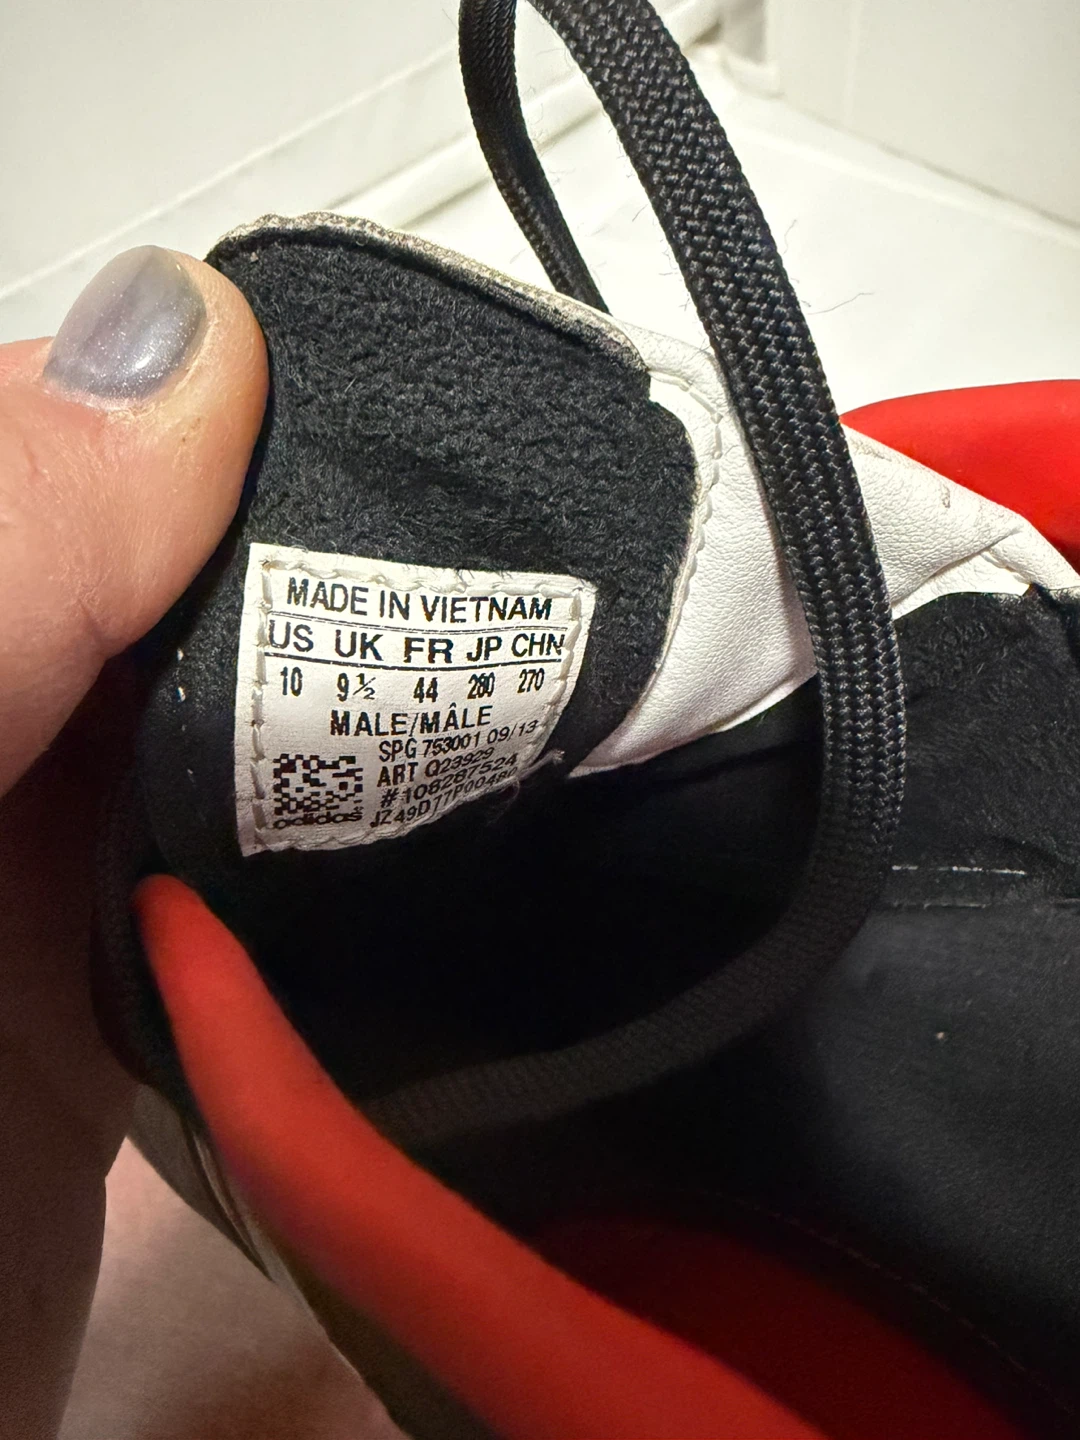 MADE IN VIETNAM
US UK FR JP CHN
10 9½ 44 280 270
MALE/MÂLE
SPG 753001 09/13
ART Q23929
# 108287524
JZ49D77P00480
adidas